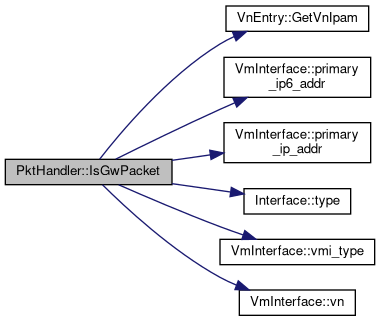 VnEntry::GetVnIpam
VmInterface::primary
_ip6_addr
VmInterface::primary
_ip_addr
PktHandler::IsGwPacket
Interface::type
VmInterface::vmi_type
VmInterface::vn